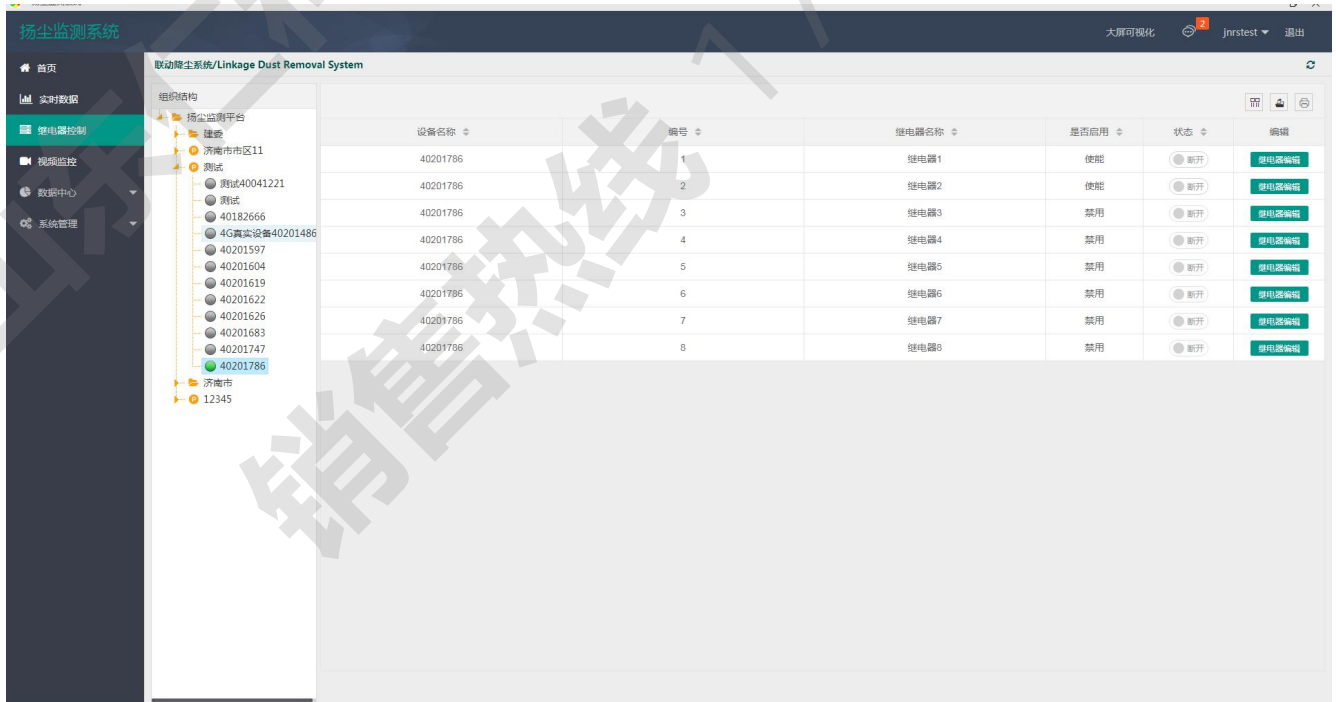 扬尘监测系统
大屏可视化 2 jnrstest 退出
首页
实时数据
继电器控制
视频监控
数据中心
系统管理
联动降尘系统/Linkage Dust Removal System
组织结构
扬尘监测平台
建委
济南市市区11
测试
测试40041221
测试
40182666
4G真实设备40201486
40201597
40201604
40201619
40201622
40201626
40201683
40201747
40201786
济南市
12345
设备名称 编号 继电器名称 是否启用 状态 编辑
40201786 1 继电器1 使能 断开 继电器编辑
40201786 2 继电器2 使能 断开 继电器编辑
40201786 3 继电器3 禁用 断开 继电器编辑
40201786 4 继电器4 禁用 断开 继电器编辑
40201786 5 继电器5 禁用 断开 继电器编辑
40201786 6 继电器6 禁用 断开 继电器编辑
40201786 7 继电器7 禁用 断开 继电器编辑
40201786 8 继电器8 禁用 断开 继电器编辑
销售热线